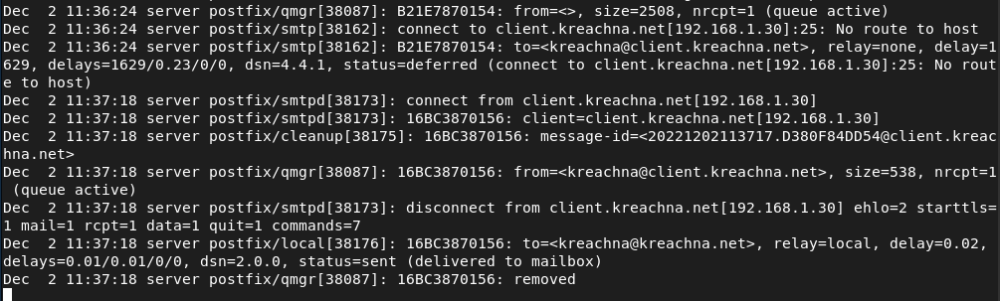 Dec  2 11:36:24 server postfix/qmgr[38087]: B21E7870154: from=<>, size=2508, nrcpt=1 (queue active)
Dec  2 11:36:24 server postfix/smtp[38162]: connect to client.kreachna.net[192.168.1.30]:25: No route to host
Dec  2 11:36:24 server postfix/smtp[38162]: B21E7870154: to=<kreachna@client.kreachna.net>, relay=none, delay=1
629, delays=1629/0.23/0/0, dsn=4.4.1, status=deferred (connect to client.kreachna.net[192.168.1.30]:25: No rout
e to host)
Dec  2 11:37:18 server postfix/smtpd[38173]: connect from client.kreachna.net[192.168.1.30]
Dec  2 11:37:18 server postfix/smtpd[38173]: 16BC3870156: client=client.kreachna.net[192.168.1.30]
Dec  2 11:37:18 server postfix/cleanup[38175]: 16BC3870156: message-id=<20221202113717.D380F84DD54@client.kreac
hna.net>
Dec  2 11:37:18 server postfix/qmgr[38087]: 16BC3870156: from=<kreachna@client.kreachna.net>, size=538, nrcpt=1
 (queue active)
Dec  2 11:37:18 server postfix/smtpd[38173]: disconnect from client.kreachna.net[192.168.1.30] ehlo=2 starttls=
1 mail=1 rcpt=1 data=1 quit=1 commands=7
Dec  2 11:37:18 server postfix/local[38176]: 16BC3870156: to=<kreachna@kreachna.net>, relay=local, delay=0.02, 
delays=0.01/0.01/0/0, dsn=2.0.0, status=sent (delivered to mailbox)
Dec  2 11:37:18 server postfix/qmgr[38087]: 16BC3870156: removed